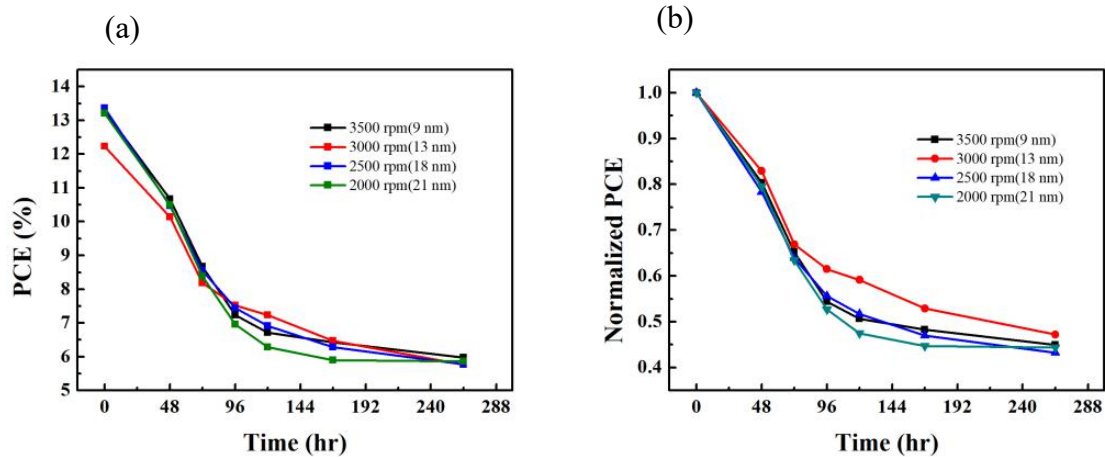 (a)
PCE (%)
14
13
12
11
10
9
8
7
6
5
3500 rpm(9 nm)
3000 rpm(13 nm)
2500 rpm(18 nm)
2000 rpm(21 nm)
0 48 96 144 192 240 288
Time (hr)
(b)
Normalized PCE
1.0
0.9
0.8
0.7
0.6
0.5
0.4
3500 rpm(9 nm)
3000 rpm(13 nm)
2500 rpm(18 nm)
2000 rpm(21 nm)
0 48 96 144 192 240 288
Time (hr)